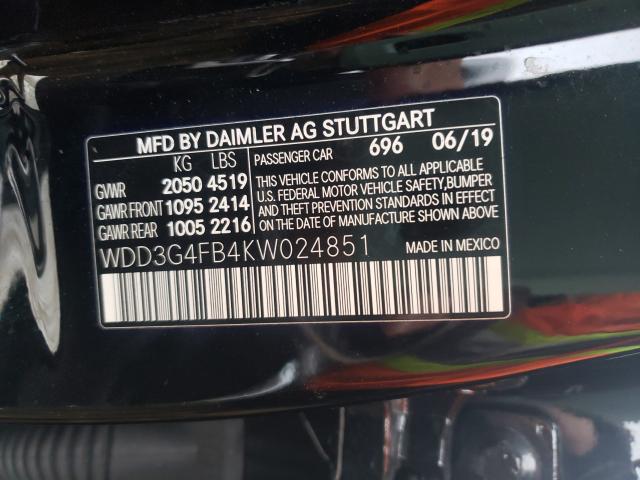 MFD BY DAIMLER AG STUTTGART
KG LBS
GVWR 2050 4519
GAWR FRONT 1095 2414
GAWR REAR 1005 2216
PASSENGER CAR 696 06/19
THIS VEHICLE CONFORMS TO ALL APPLICABLE
U.S. FEDERAL MOTOR VEHICLE SAFETY, BUMPER
AND THEFT PREVENTION STANDARDS IN
EFFECT ON THE DATE OF MANUFACTURE
SHOWN ABOVE.
WDD3G4FB4KW024851
MADE IN MEXICO